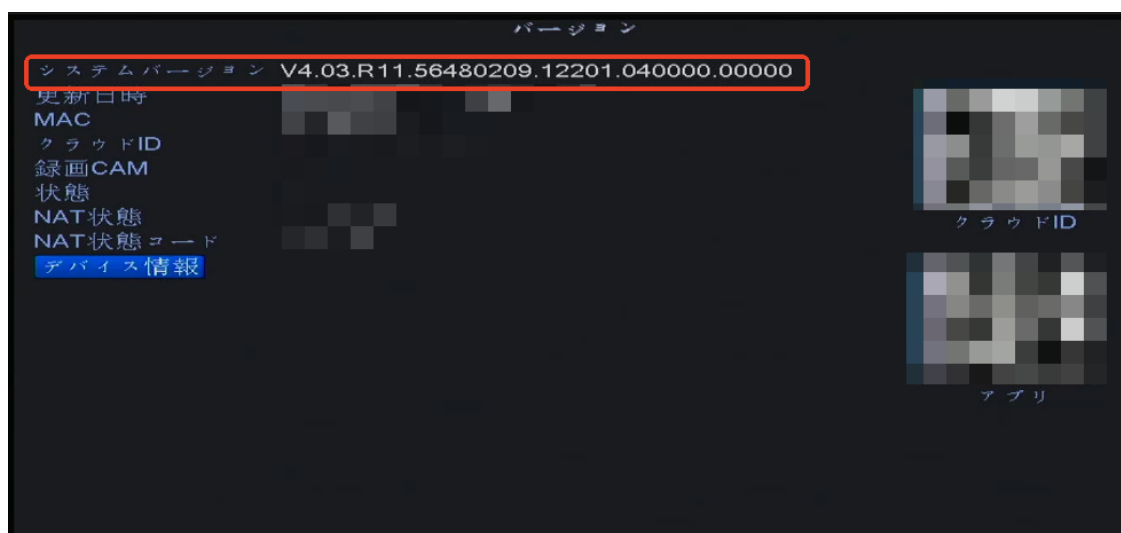 バージョン
システムバージョン V4.03.R11.56480209.12201.040000.00000
更新日時
MAC
クラウドID
録画CAM
状態
NAT状態
クラウドID
NAT状態コード
デバイス情報
アプリ